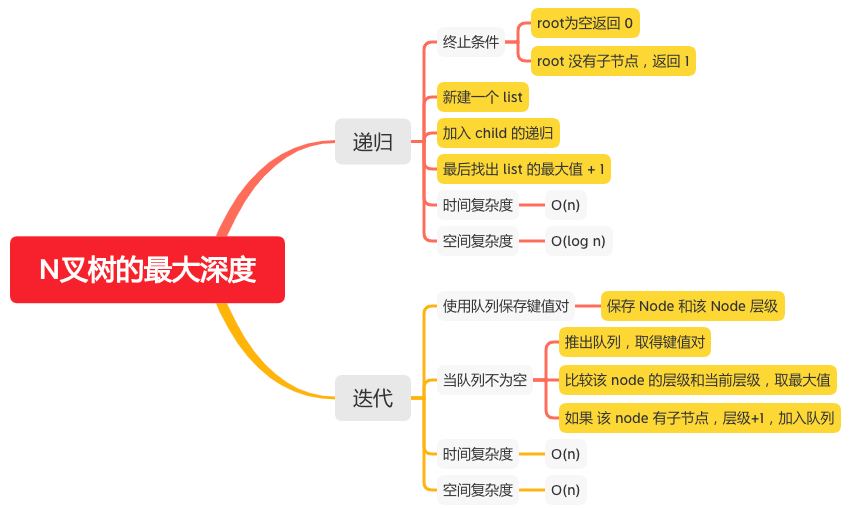 N叉树的最大深度
递归
终止条件
root为空返回 0
root 没有子节点，返回 1
新建一个 list
加入 child 的递归
最后找出 list 的最大值 + 1
时间复杂度
O(n)
空间复杂度
O(log n)
迭代
使用队列保存键值对
保存 Node 和该 Node 层级
当队列不为空
推出队列，取得键值对
比较该 node 的层级和当前层级，取最大值
如果 该 node 有子节点，层级+1，加入队列
时间复杂度
O(n)
空间复杂度
O(n)